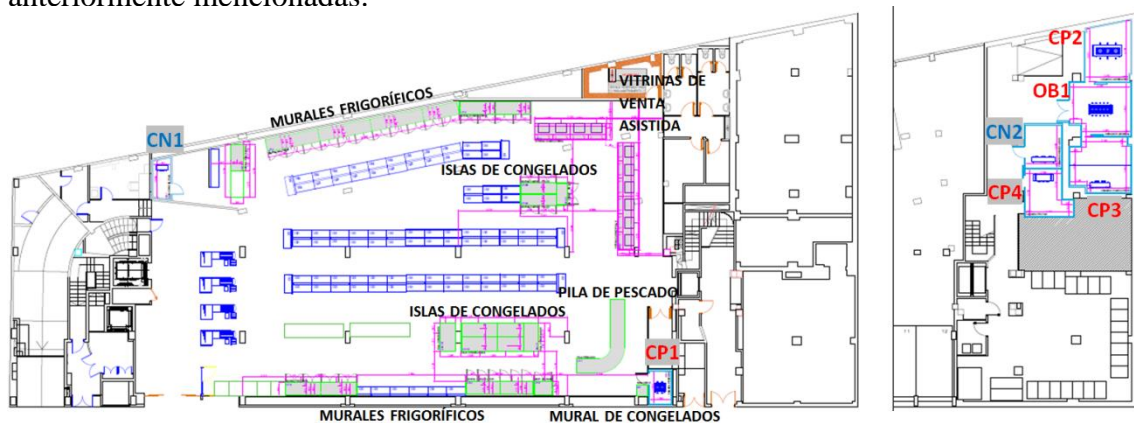 anteriormente mencionadas.
MURALES FRIGORÍFICOS
VITRINAS DE
VENTA
ASISTIDA
CN1
ISLAS DE CONGELADOS
PILA DE PESCADO
ISLAS DE CONGELADOS
CP1
MURALES FRIGORÍFICOS
MURAL DE CONGELADOS
CP2
OB1
CN2
CP4
CP3